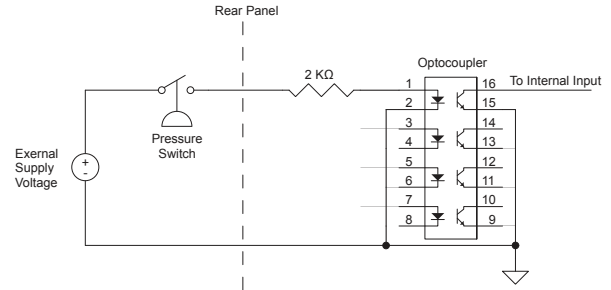 Rear Panel
2 KΩ
Optocoupler
1
16
To Internal Input
2
15
3
14
4
13
5
12
6
11
7
10
8
9
Pressure
Switch
Exernal
Supply
Voltage
+
-